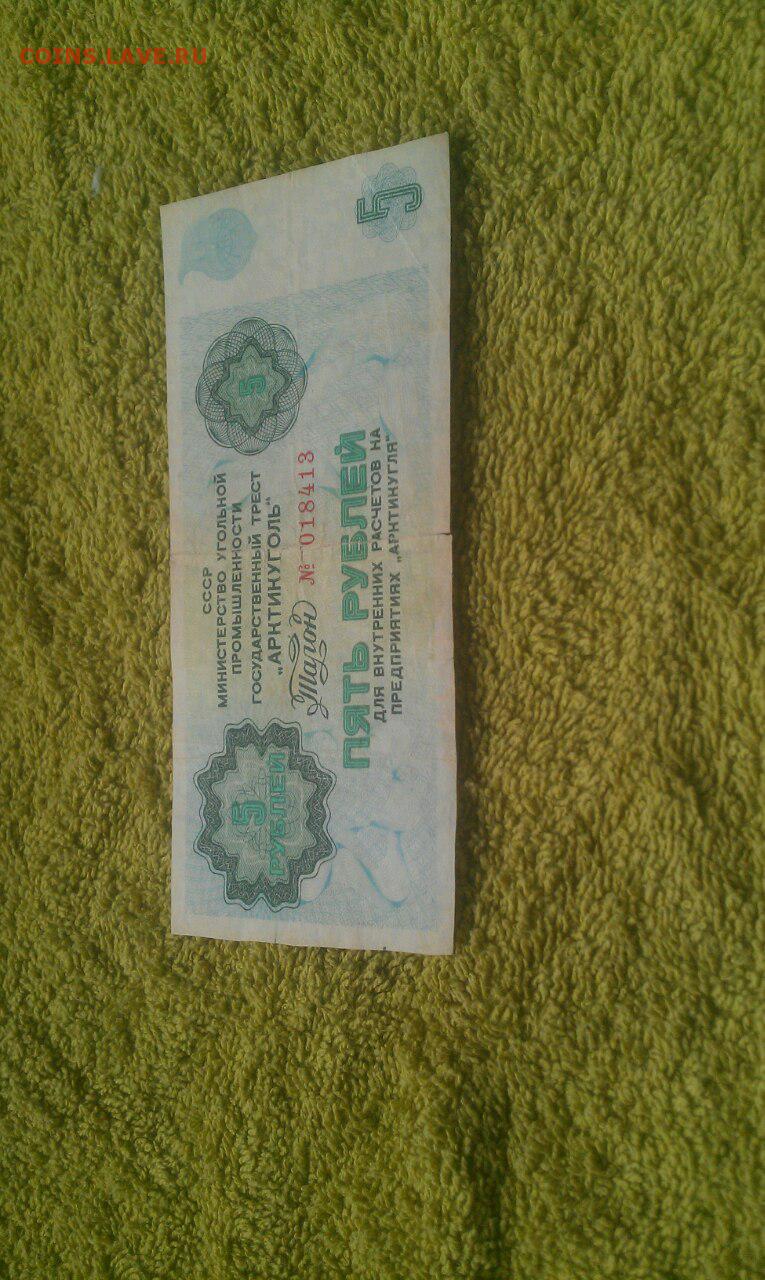 COINS.LAVE.RU
СССР
МИНИСТЕРСТВО УГОЛЬНОЙ
ПРОМЫШЛЕННОСТИ
ГОСУДАРСТВЕННЫЙ ТРЕСТ
„АРКТИКУГОЛЬ"
Талон № 018413
ПЯТЬ РУБЛЕЙ
ДЛЯ ВНУТРЕННИХ РАСЧЕТОВ НА
ПРЕДПРИЯТИЯХ „АРКТИКУГЛЯ"
5
РУБЛЕЙ
5
5